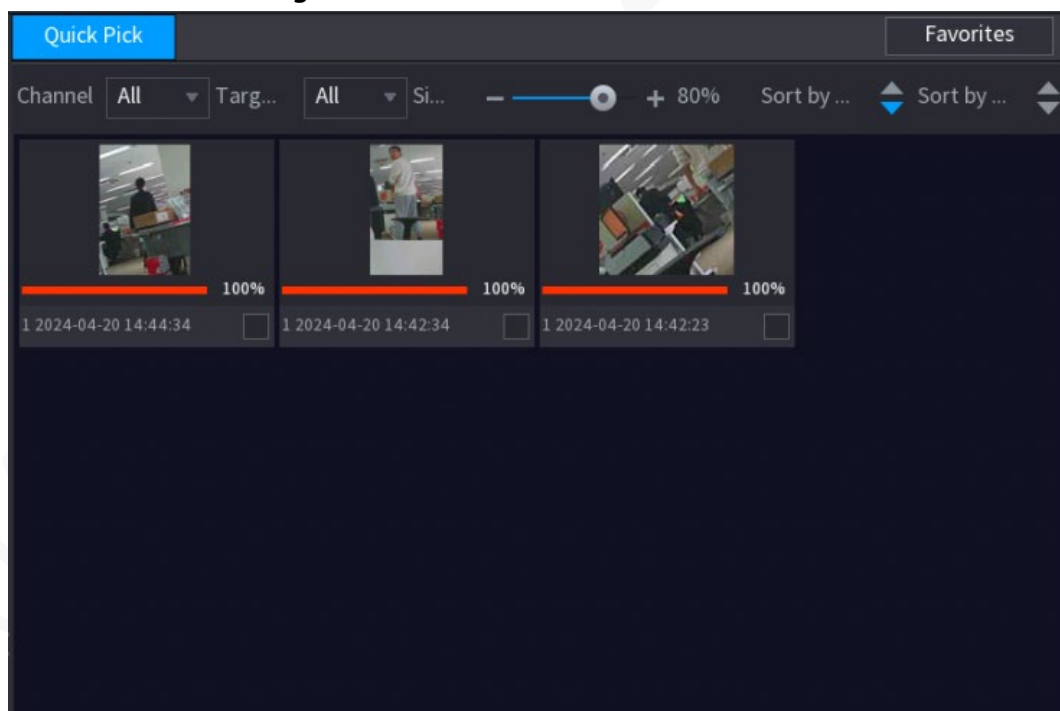 Quick Pick Favorites
Channel All Targ... All Si... 80% Sort by ... Sort by ...
100% 100% 100%
1 2024-04-20 14:44:34 1 2024-04-20 14:42:34 1 2024-04-20 14:42:23